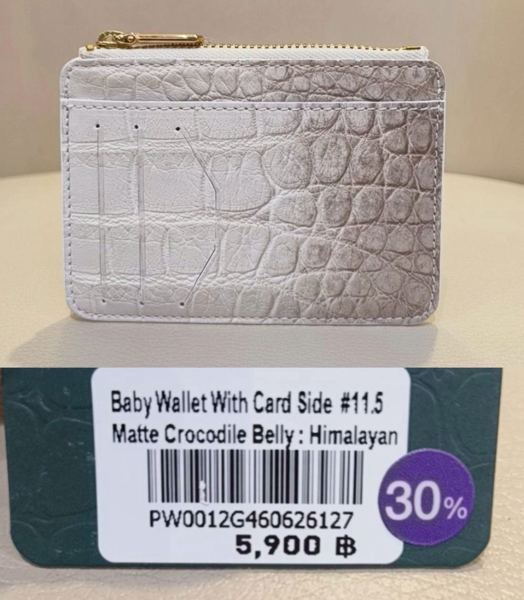 Baby Wallet With Card Side #11.5
Matte Crocodile Belly : Himalayan
PW0012G460626127
30%
5,900 ฿